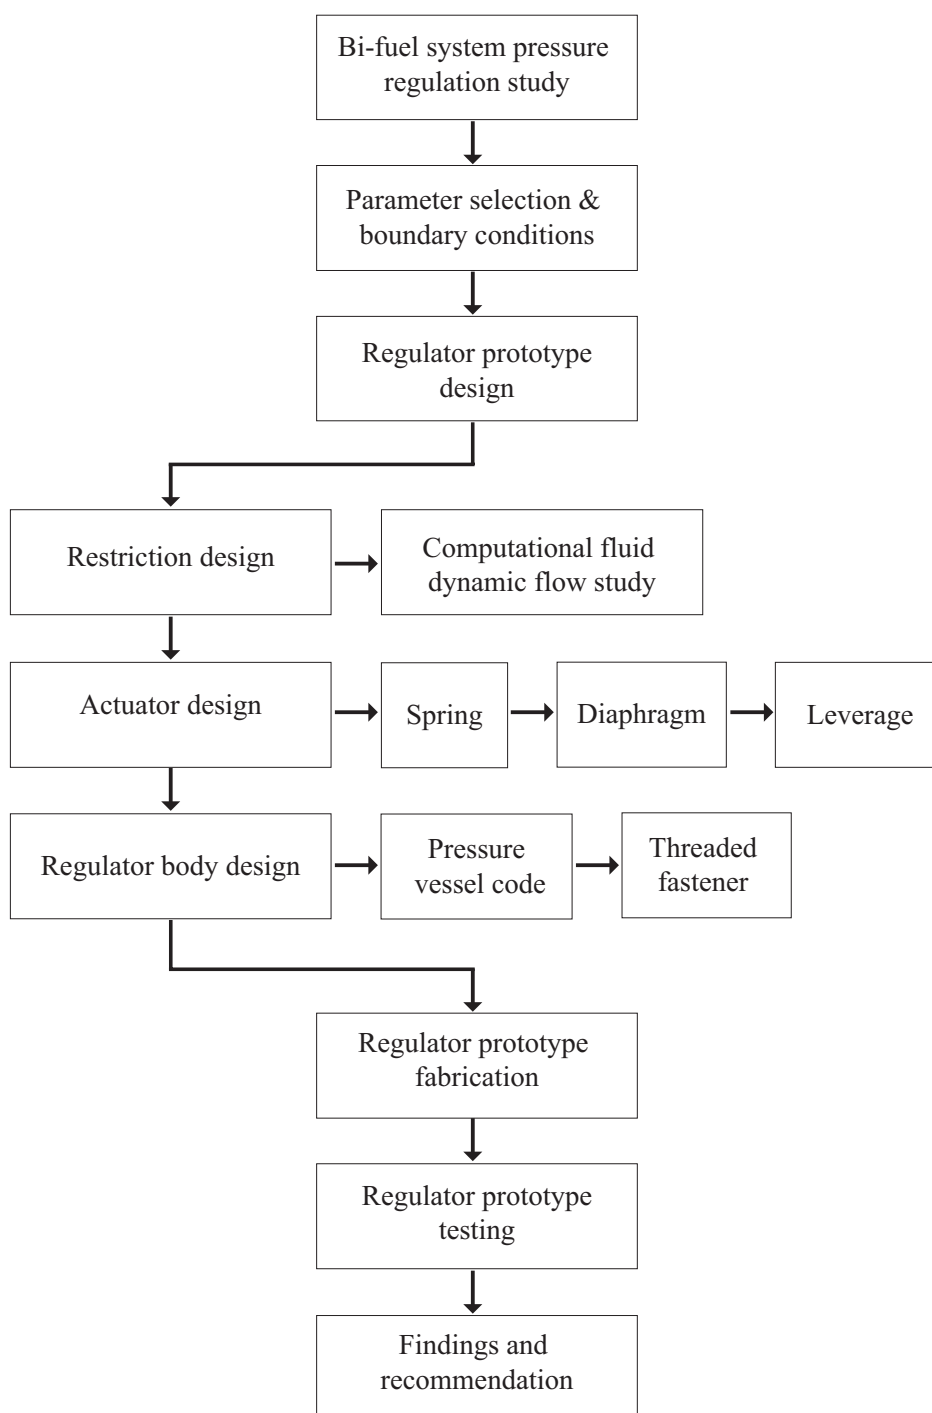 Bi-fuel system pressure
regulation study
Parameter selection &
boundary conditions
Regulator prototype
design
Restriction design
Computational fluid
dynamic flow study
Actuator design
Spring
Diaphragm
Leverage
Regulator body design
Pressure
vessel code
Threaded
fastener
Regulator prototype
fabrication
Regulator prototype
testing
Findings and
recommendation